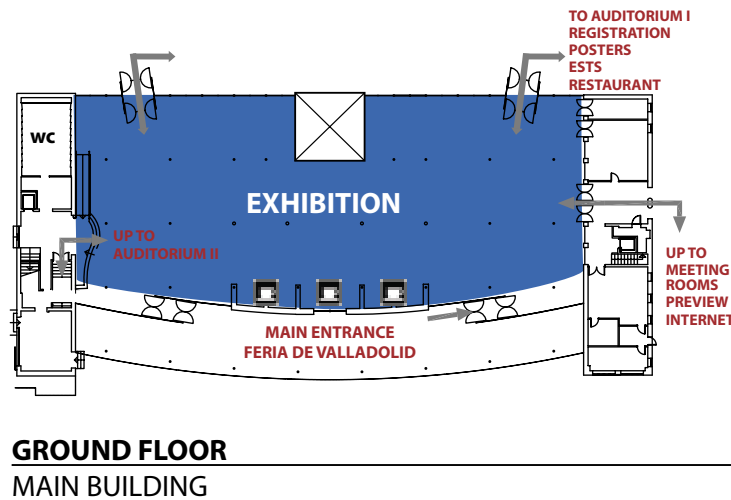 TO AUDITORIUM I
REGISTRATION
POSTERS
ESTS
RESTAURANT
WC
EXHIBITION
UP TO
AUDITORIUM II
UP TO
MEETING
ROOMS
PREVIEW
INTERNET
MAIN ENTRANCE
FERIA DE VALLADOLID
GROUND FLOOR
MAIN BUILDING